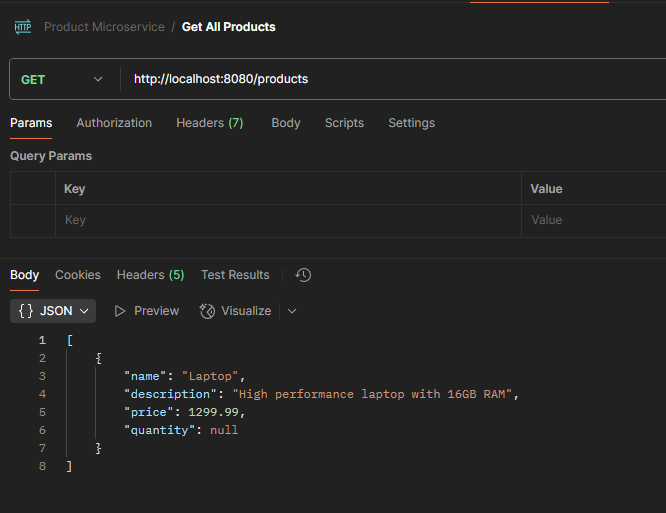 HTTP Product Microservice / Get All Products
GET http://localhost:8080/products
Params Authorization Headers (7) Body Scripts Settings
Query Params
Key Value
Key Value
Body Cookies Headers (5) Test Results
{ } JSON Preview Visualize
1 [
2 {
3 "name": "Laptop",
4 "description": "High performance laptop with 16GB RAM",
5 "price": 1299.99,
6 "quantity": null
7 }
8 ]